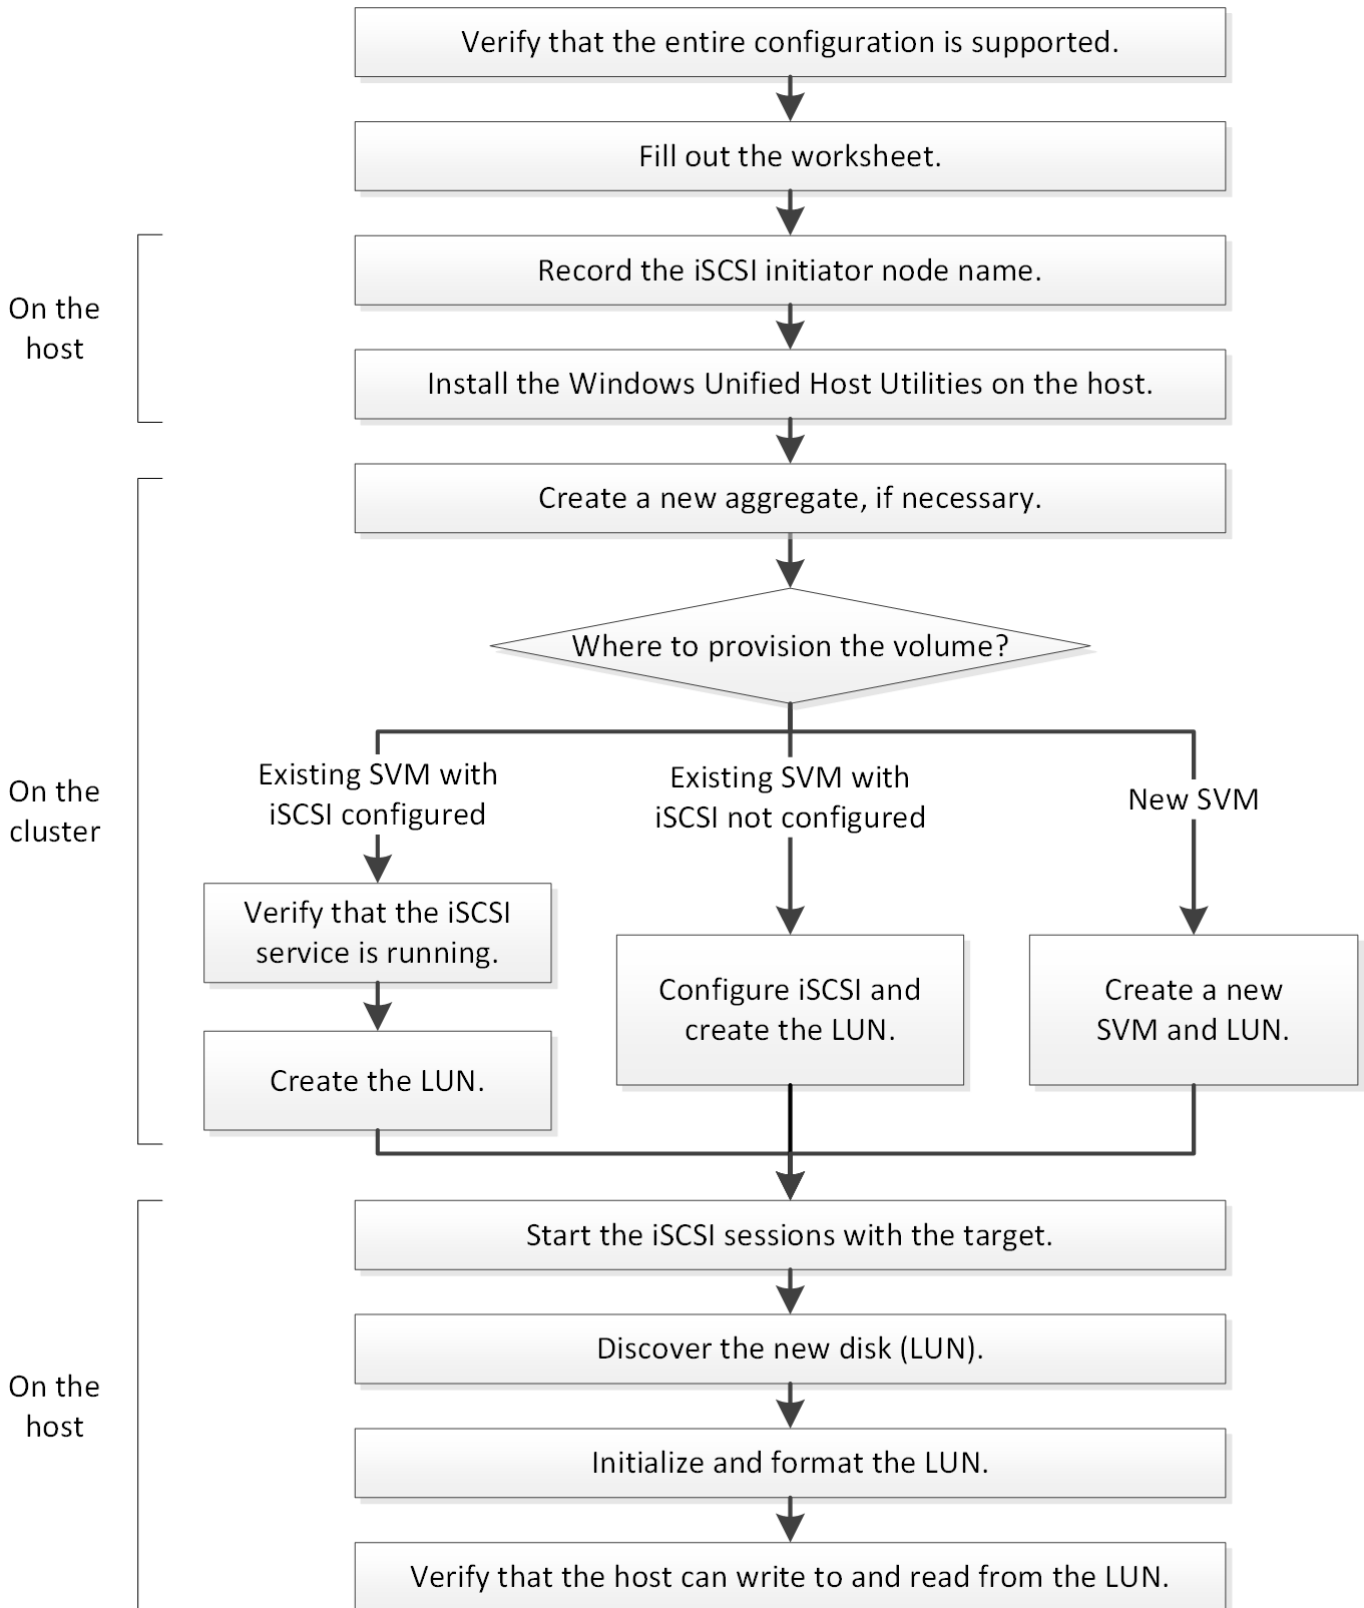 Verify that the entire configuration is supported.
Fill out the worksheet.
On the
host
Record the iSCSI initiator node name.
Install the Windows Unified Host Utilities on the host.
On the
cluster
Create a new aggregate, if necessary.
Where to provision the volume?
Existing SVM with
iSCSI configured
Existing SVM with
iSCSI not configured
New SVM
Verify that the iSCSI
service is running.
Create the LUN.
Configure iSCSI and
create the LUN.
Create a new
SVM and LUN.
On the
host
Start the iSCSI sessions with the target.
Discover the new disk (LUN).
Initialize and format the LUN.
Verify that the host can write to and read from the LUN.